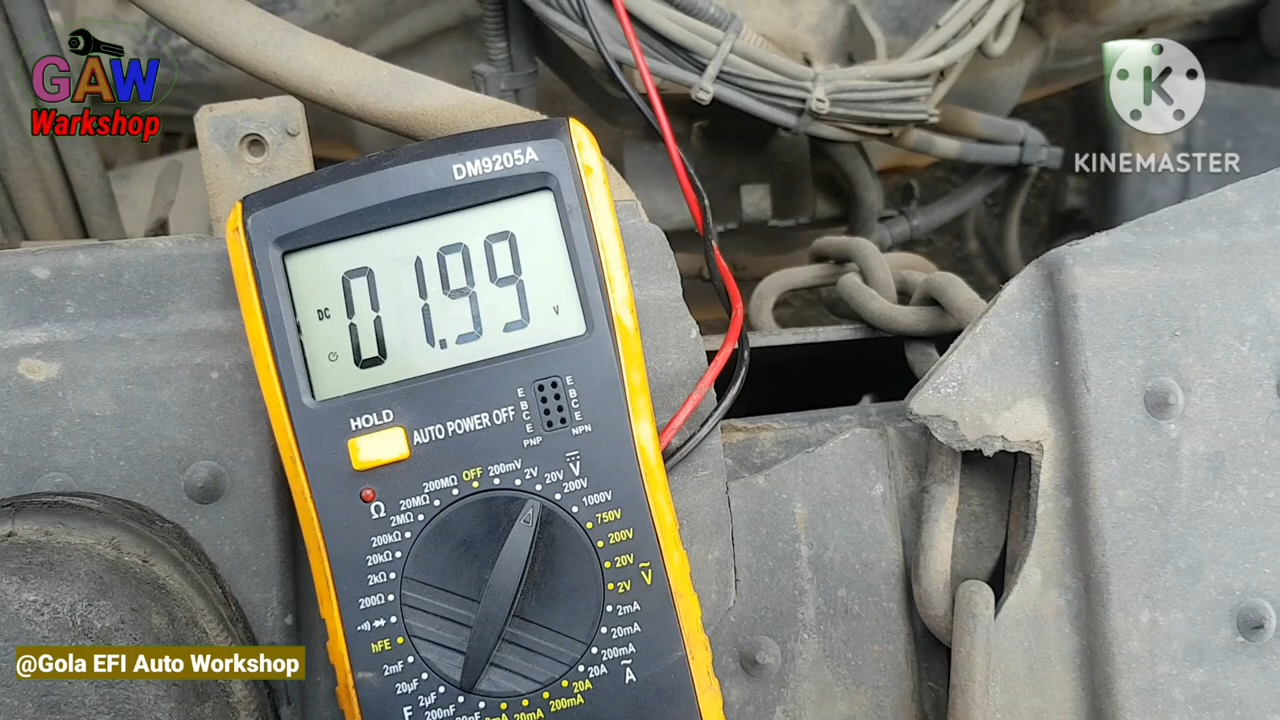 GAW
Warkshop
K
KINEMASTER
DM9205A
DC
01.99
V
HOLD
AUTO POWER OFF
E
B
C
E
PNP
E
B
C
E
NPN
OFF
200mV
2V
20V
200V
1000V
V
750V
200V
20V
2V
V
2mA
20mA
200mA
20A
A
20A
200mA
20mA
200nF
2µF
20µF
2mF
F
hFE
200Ω
2kΩ
20kΩ
200kΩ
2MΩ
20MΩ
200MΩ
Ω
@Gola EFI Auto Workshop